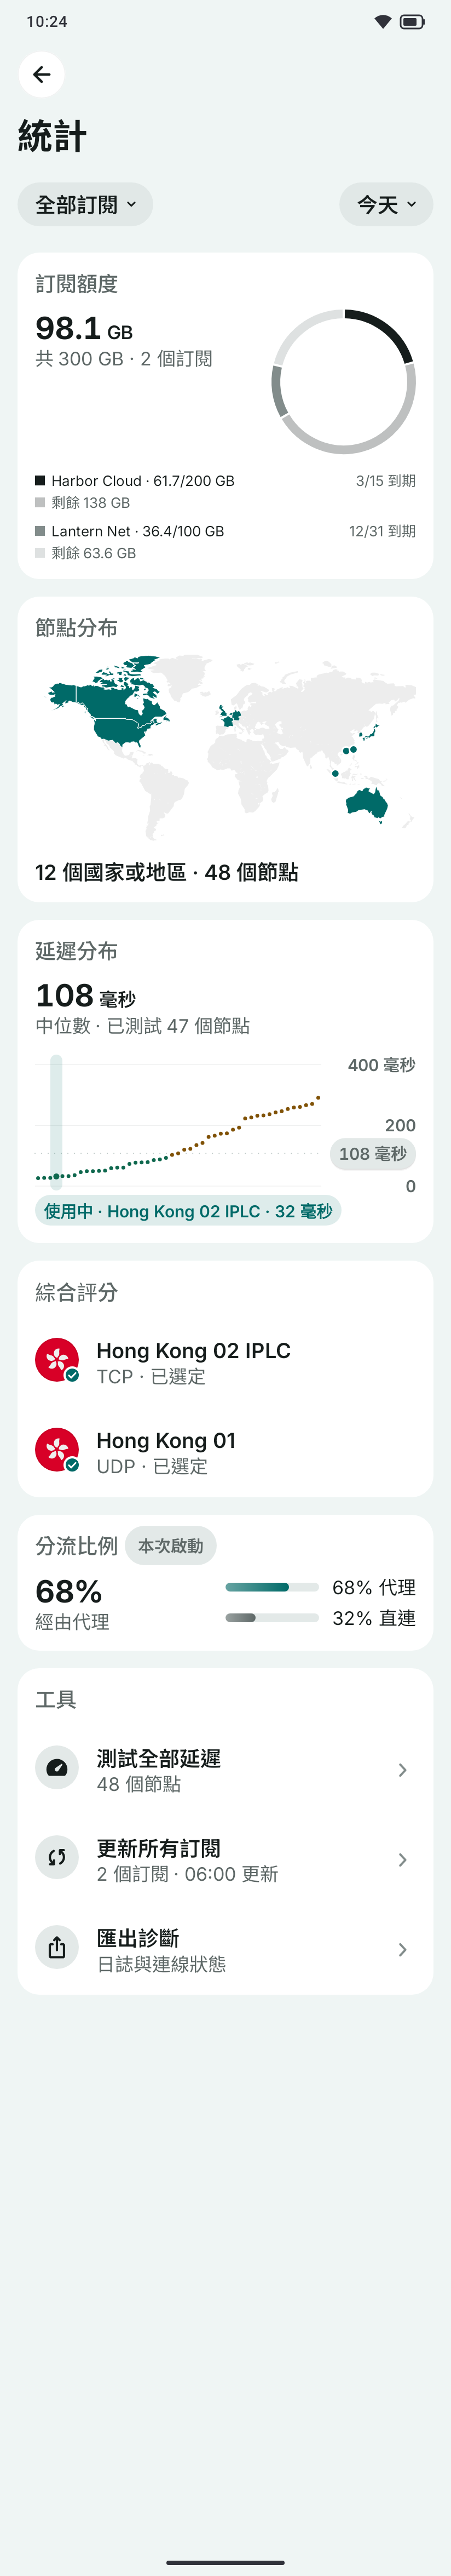 10:24
統計
全部訂閱
今天
訂閱額度
98.1 GB
共 300 GB · 2 個訂閱
Harbor Cloud · 61.7/200 GB
3/15 到期
剩餘 138 GB
Lantern Net · 36.4/100 GB
12/31 到期
剩餘 63.6 GB
節點分布
12 個國家或地區 · 48 個節點
延遲分布
108 毫秒
中位數 · 已測試 47 個節點
400 毫秒
200
108 毫秒
0
使用中 · Hong Kong 02 IPLC · 32 毫秒
綜合評分
Hong Kong 02 IPLC
TCP · 已選定
Hong Kong 01
UDP · 已選定
分流比例 本次啟動
68%
經由代理
68% 代理
32% 直連
工具
測試全部延遲
48 個節點
更新所有訂閱
2 個訂閱 · 06:00 更新
匯出診斷
日誌與連線狀態